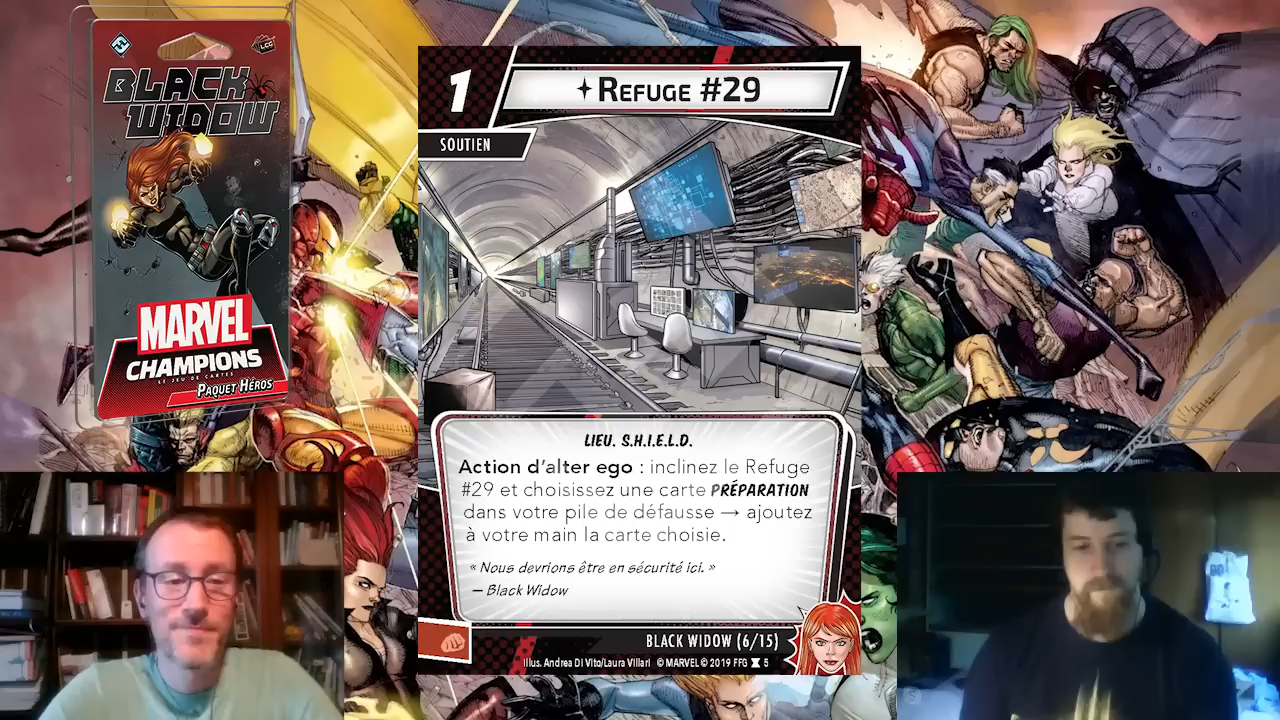 LCG
BLACK
WIDOW
MARVEL
CHAMPIONS
LE JEU DE CARTES
PAQUET HÉROS
1
REFUGE #29
SOUTIEN
LIEU. S.H.I.E.L.D.
Action d'alter ego : inclinez le Refuge
#29 et choisissez une carte PRÉPARATION
dans votre pile de défausse → ajoutez
à votre main la carte choisie.
« Nous devrions être en sécurité ici. »
— Black Widow
BLACK WIDOW (6/15)
Illus. Andrea Di Vito/Laura Villari © MARVEL © 2019 FFG 5